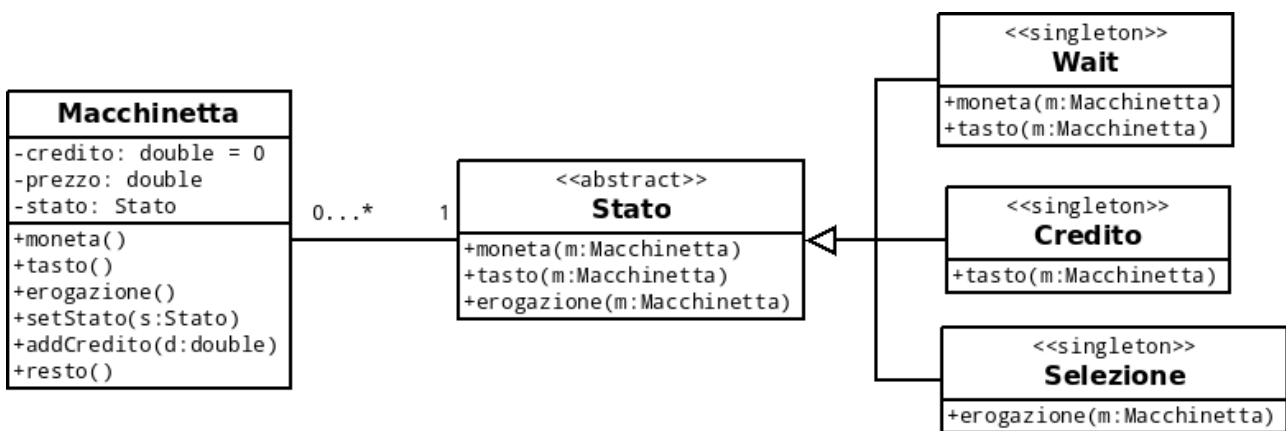 Macchinetta
-credito: double = 0
-prezzo: double
-stato: Stato
+moneta()
+tasto()
+erogazione()
+setStato(s:Stato)
+addCredito(d:double)
+resto()
0...*
1
<<abstract>>
Stato
+moneta(m:Macchinetta)
+tasto(m:Macchinetta)
+erogazione(m:Macchinetta)
<<singleton>>
Wait
+moneta(m:Macchinetta)
+tasto(m:Macchinetta)
<<singleton>>
Credito
+tasto(m:Macchinetta)
<<singleton>>
Selezione
+erogazione(m:Macchinetta)